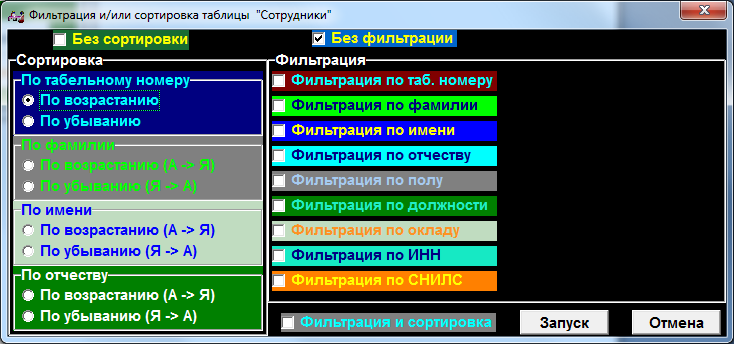 Фильтрация и/или сортировка таблицы "Сотрудники"
Без сортировки
Без фильтрации
Сортировка
По табельному номеру
По возрастанию
По убыванию
По фамилии
По возрастанию (А -> Я)
По убыванию (Я -> А)
По имени
По возрастанию (А -> Я)
По убыванию (Я -> А)
По отчеству
По возрастанию (А -> Я)
По убыванию (Я -> А)
Фильтрация
Фильтрация по таб. номеру
Фильтрация по фамилии
Фильтрация по имени
Фильтрация по отчеству
Фильтрация по полу
Фильтрация по должности
Фильтрация по окладу
Фильтрация по ИНН
Фильтрация по СНИЛС
Фильтрация и сортировка
Запуск
Отмена